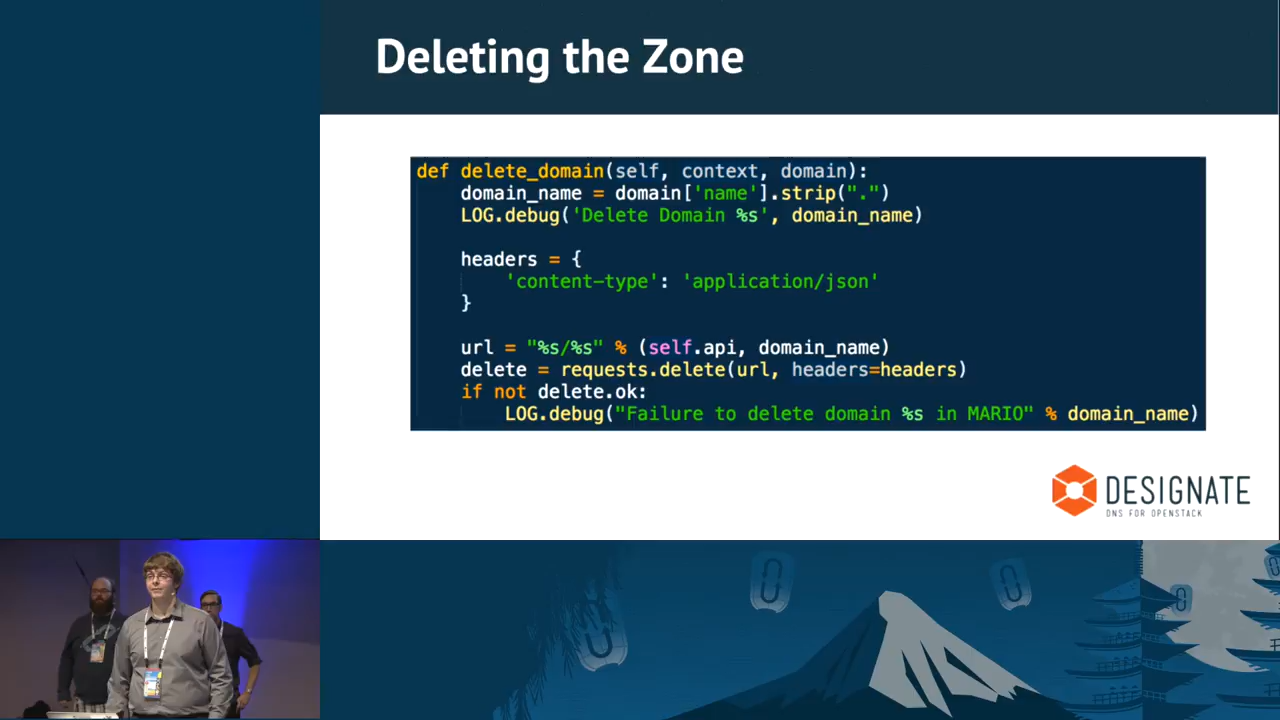 Deleting the Zone
def delete_domain(self, context, domain):
    domain_name = domain['name'].strip(".")
    LOG.debug('Delete Domain %s', domain_name)
    headers = {
        'content-type': 'application/json'
    }
    url = "%s/%s" % (self.api, domain_name)
    delete = requests.delete(url, headers=headers)
    if not delete.ok:
        LOG.debug("Failure to delete domain %s in MARIO" % domain_name)
DESIGNATE
DNS FOR OPENSTACK